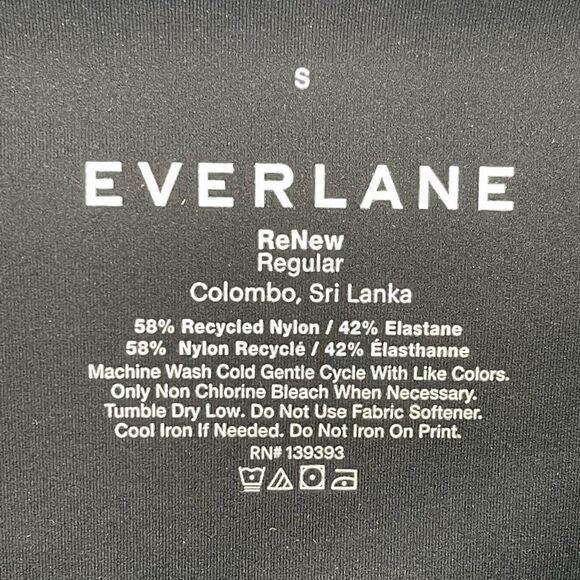 S
EVERLANE
ReNew
Regular
Colombo, Sri Lanka
58% Recycled Nylon / 42% Elastane
58% Nylon Recyclé / 42% Élasthanne
Machine Wash Cold Gentle Cycle With Like Colors.
Only Non Chlorine Bleach When Necessary.
Tumble Dry Low. Do Not Use Fabric Softener.
Cool Iron If Needed. Do Not Iron On Print.
RN# 139393